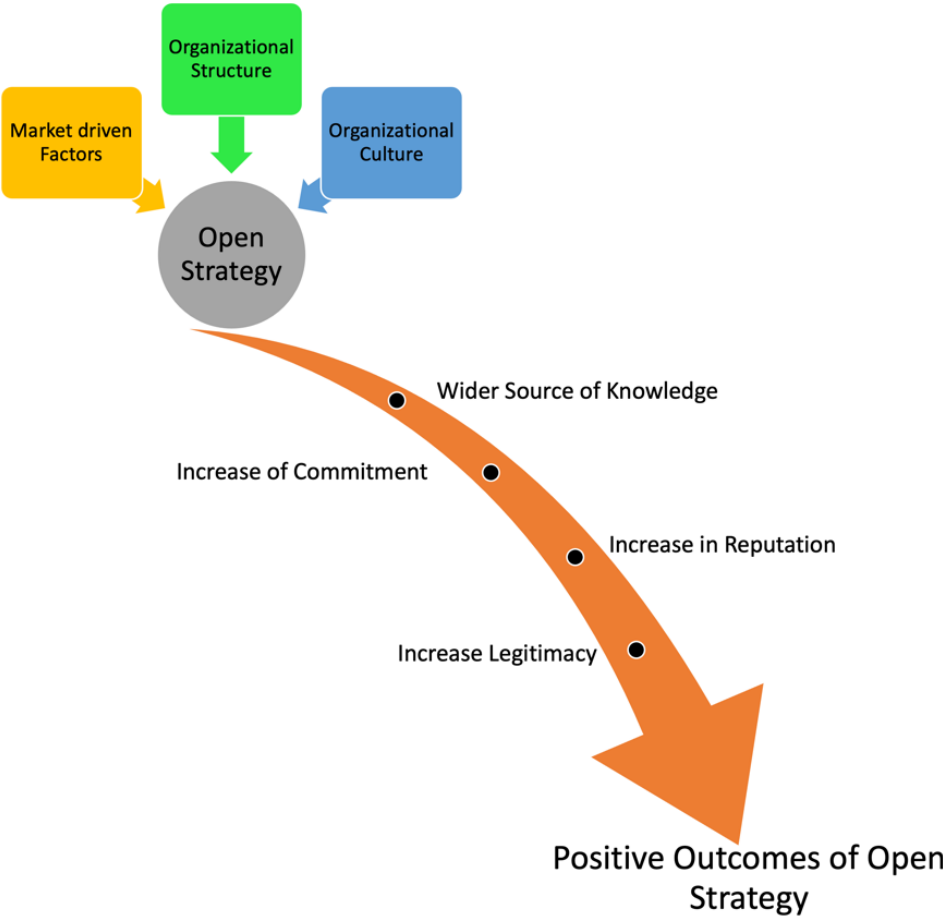 Organizational
Structure
Market driven
Factors
Organizational
Culture
Open
Strategy
Wider Source of Knowledge
Increase of Commitment
Increase in Reputation
Increase Legitimacy
Positive Outcomes of Open
Strategy